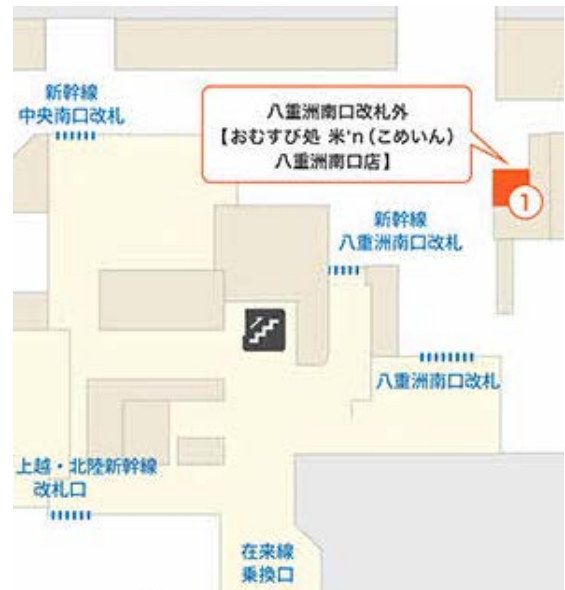 新幹線
中央南口改札
八重洲南口改札外
【おむすび処 米'n（こめいん）
八重洲南口店】
1
新幹線
八重洲南口改札
八重洲南口改札
上越・北陸新幹線
改札口
在来線
乗換口